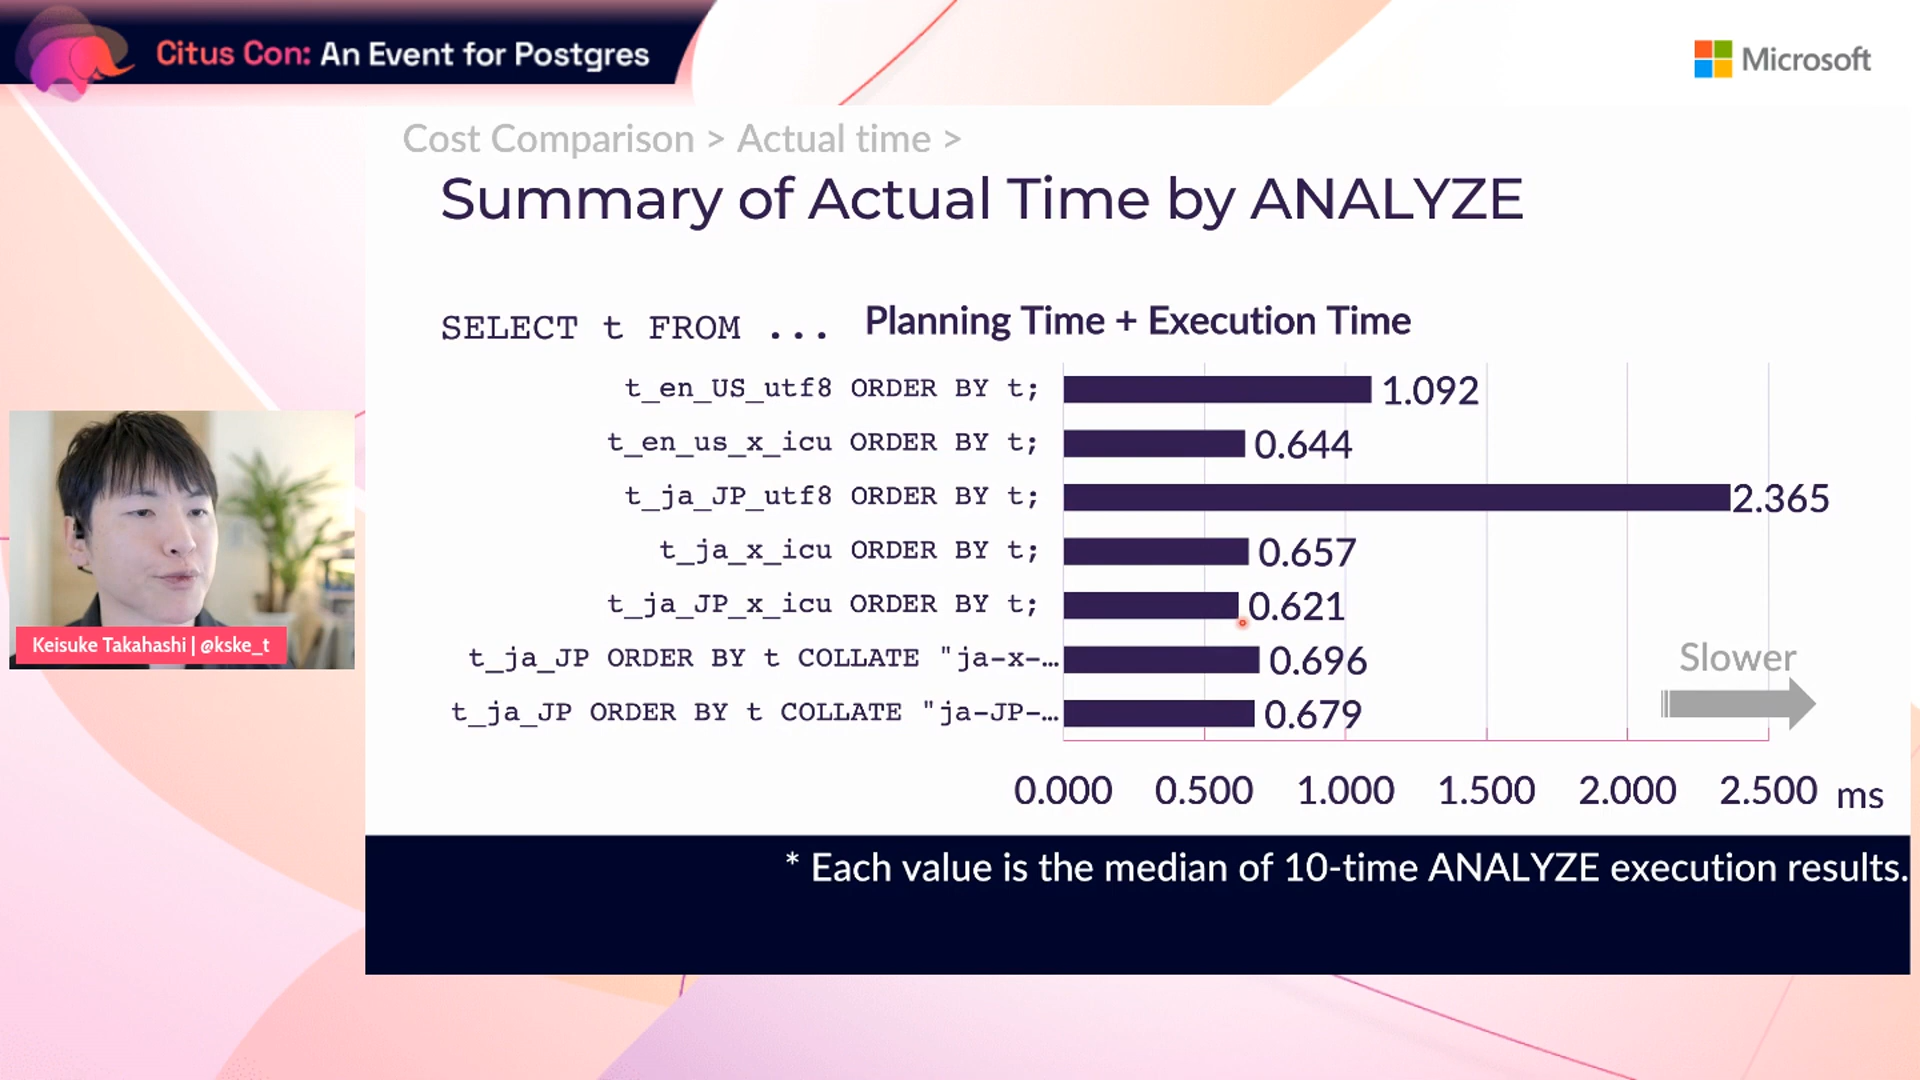 Citus Con: An Event for Postgres
Microsoft
Cost Comparison > Actual time >
Summary of Actual Time by ANALYZE
SELECT t FROM ... Planning Time + Execution Time
t_en_US_utf8 ORDER BY t; 1.092
t_en_us_x_icu ORDER BY t; 0.644
t_ja_JP_utf8 ORDER BY t; 2.365
t_ja_x_icu ORDER BY t; 0.657
t_ja_JP_x_icu ORDER BY t; 0.621
t_ja_JP ORDER BY t COLLATE "ja-x-… 0.696
t_ja_JP ORDER BY t COLLATE "ja-JP-… 0.679
Slower
0.000 0.500 1.000 1.500 2.000 2.500 ms
* Each value is the median of 10-time ANALYZE execution results.
Keisuke Takahashi | @kske_t